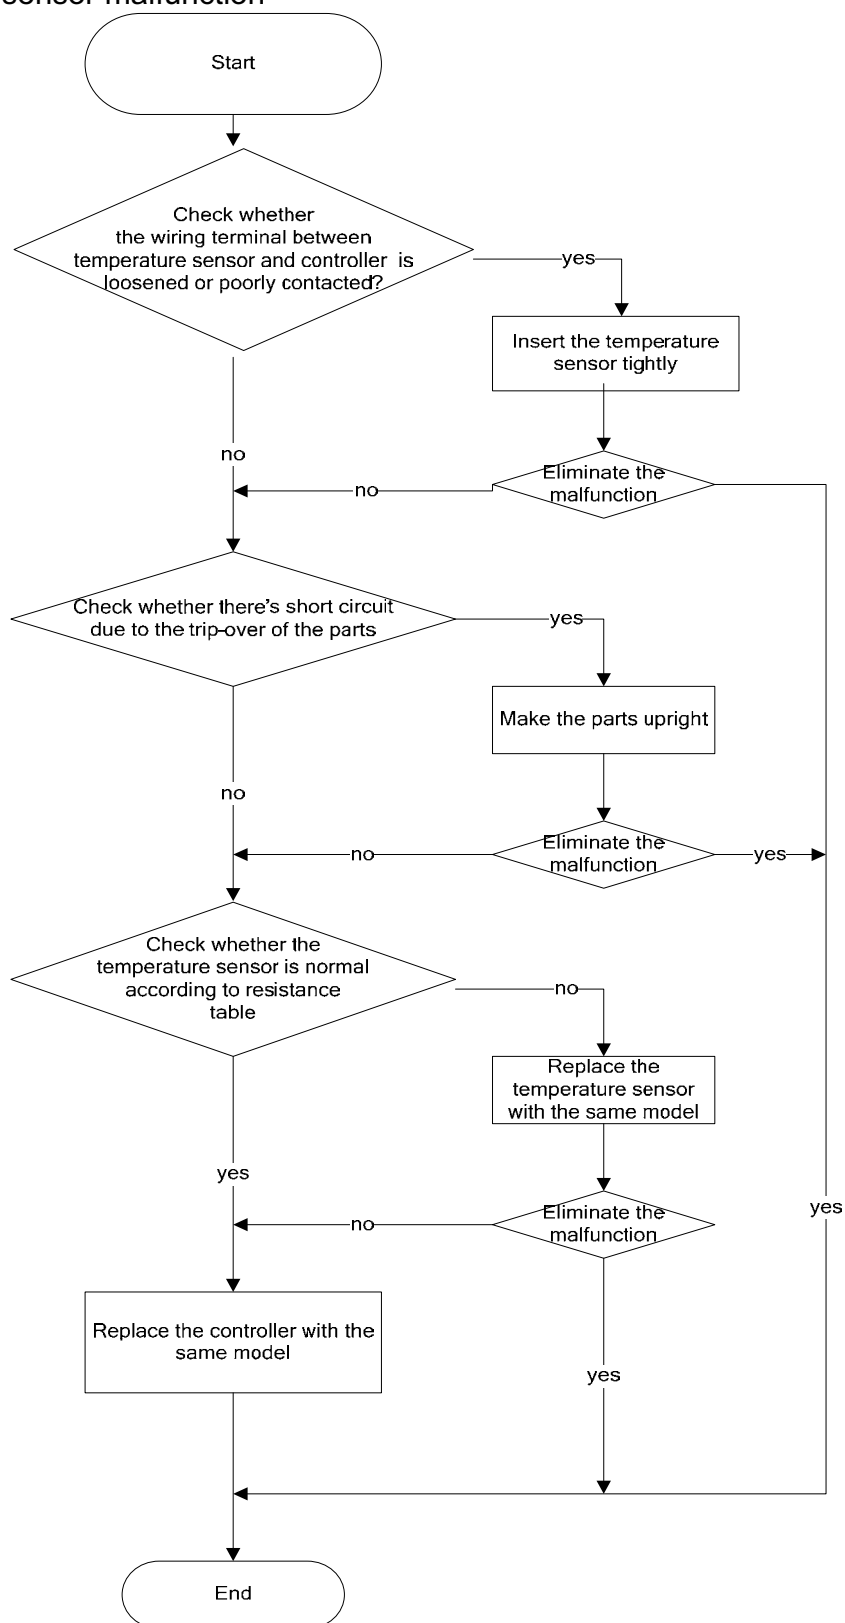 sensor malfunction
Start
Check whether
the wiring terminal between
temperature sensor and controller is
loosened or poorly contacted?
yes
Insert the temperature
sensor tightly
no
Eliminate the
malfunction
no
Check whether there's short circuit
due to the trip-over of the parts
yes
Make the parts upright
no
Eliminate the
malfunction
no
yes
Check whether the
temperature sensor is normal
according to resistance
table
no
Replace the
temperature sensor
with the same model
yes
Eliminate the
malfunction
no
yes
Replace the controller with the
same model
yes
End